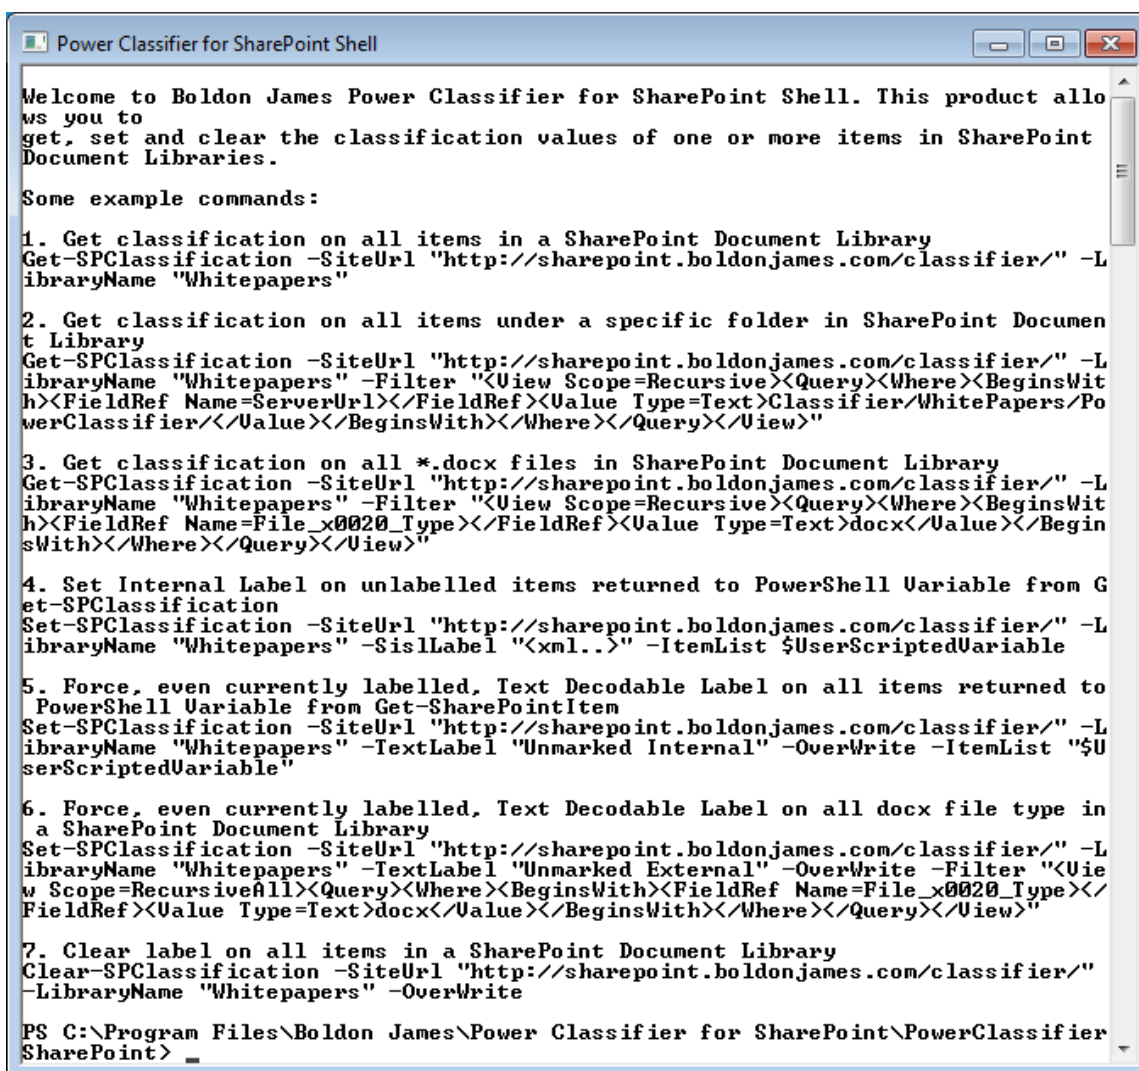 Power Classifier for SharePoint Shell
Welcome to Boldon James Power Classifier for SharePoint Shell. This product allo
ws you to
get, set and clear the classification values of one or more items in SharePoint
Document Libraries.
Some example commands:
1. Get classification on all items in a SharePoint Document Library
Get-SPClassification -SiteUrl "http://sharepoint.boldonjames.com/classifier/" -L
ibraryName "Whitepapers"
2. Get classification on all items under a specific folder in SharePoint Documen
t Library
Get-SPClassification -SiteUrl "http://sharepoint.boldonjames.com/classifier/" -L
ibraryName "Whitepapers" -Filter "<View Scope=Recursive><Query><Where><BeginsWit
h><FieldRef Name=ServerUrl></FieldRef><Value Type=Text>Classifier/WhitePapers/Po
werClassifier/</Value></BeginsWith></Where></Query></View>"
3. Get classification on all *.docx files in SharePoint Document Library
Get-SPClassification -SiteUrl "http://sharepoint.boldonjames.com/classifier/" -L
ibraryName "Whitepapers" -Filter "<View Scope=Recursive><Query><Where><BeginsWit
h><FieldRef Name=File_x0020_Type></FieldRef><Value Type=Text>docx</Value></Begin
sWith></Where></Query></View>"
4. Set Internal Label on unlabelled items returned to PowerShell Variable from G
et-SPClassification
Set-SPClassification -SiteUrl "http://sharepoint.boldonjames.com/classifier/" -L
ibraryName "Whitepapers" -SislLabel "<xml..>" -ItemList $UserScriptedVariable
5. Force, even currently labelled, Text Decodable Label on all items returned to
PowerShell Variable from Get-SharePointItem
Set-SPClassification -SiteUrl "http://sharepoint.boldonjames.com/classifier/" -L
ibraryName "Whitepapers" -TextLabel "Unmarked Internal" -OverWrite -ItemList "$U
serScriptedVariable"
6. Force, even currently labelled, Text Decodable Label on all docx file type in
a SharePoint Document Library
Set-SPClassification -SiteUrl "http://sharepoint.boldonjames.com/classifier/" -L
ibraryName "Whitepapers" -TextLabel "Unmarked External" -OverWrite -Filter "<Vie
w Scope=RecursiveAll><Query><Where><BeginsWith><FieldRef Name=File_x0020_Type></
FieldRef><Value Type=Text>docx</Value></BeginsWith></Where></Query></View>"
7. Clear label on all items in a SharePoint Document Library
Clear-SPClassification -SiteUrl "http://sharepoint.boldonjames.com/classifier/"
-LibraryName "Whitepapers" -OverWrite
PS C:\Program Files\Boldon James\Power Classifier for SharePoint\PowerClassifier
SharePoint> _